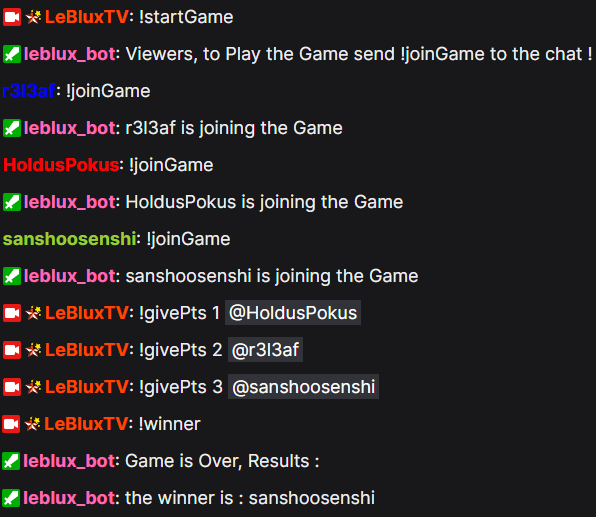 LeBluxTV: !startGame
leblux_bot: Viewers, to Play the Game send !joinGame to the chat !
r3l3af: !joinGame
leblux_bot: r3l3af is joining the Game
HoldusPokus: !joinGame
leblux_bot: HoldusPokus is joining the Game
sanshoosenshi: !joinGame
leblux_bot: sanshoosenshi is joining the Game
LeBluxTV: !givePts 1 @HoldusPokus
LeBluxTV: !givePts 2 @r3l3af
LeBluxTV: !givePts 3 @sanshoosenshi
LeBluxTV: !winner
leblux_bot: Game is Over, Results :
leblux_bot: the winner is : sanshoosenshi